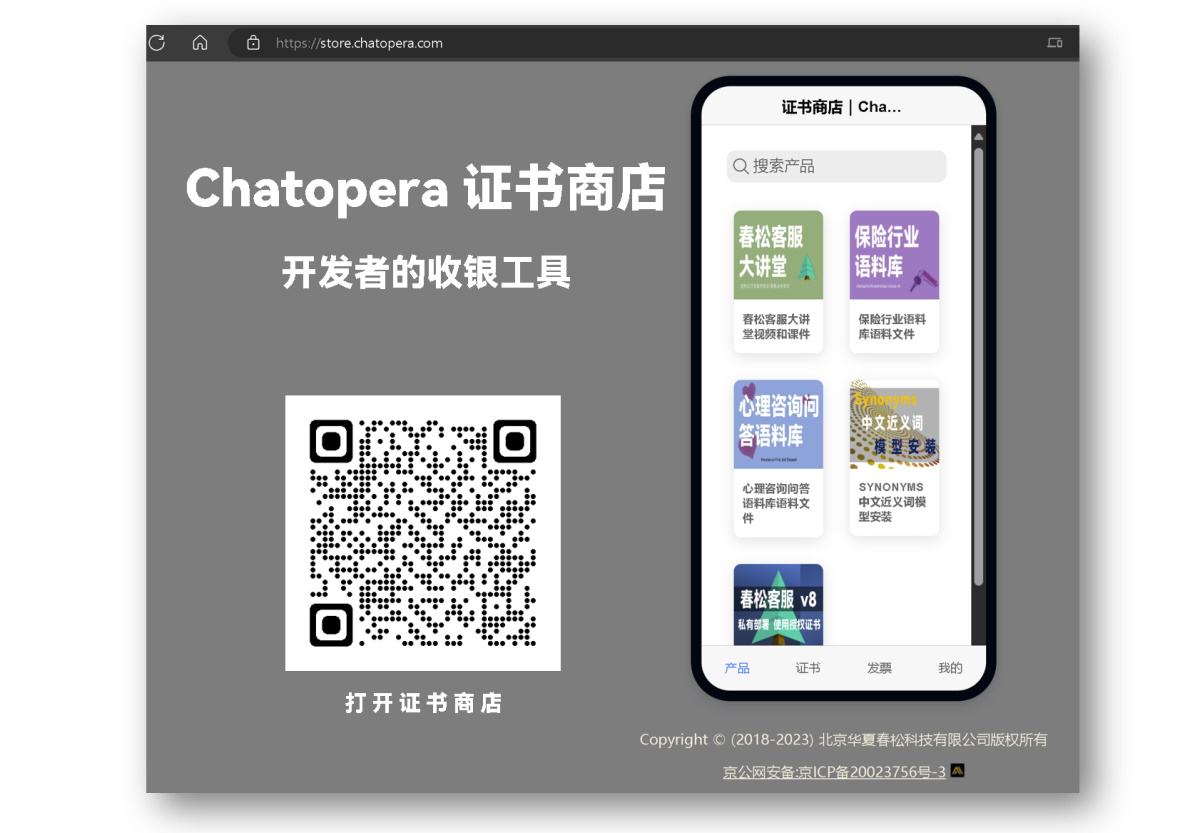 https://store.chatopera.com
Chatopera 证书商店
开发者的收银工具
打开证书商店
证书商店 | Cha...
搜索产品
春松客服
大讲堂
春松客服大讲
堂视频和课件
保险行业
语料库
保险行业语料
库语料文件
心理咨询问
答语料库
心理咨询问答
语料库语料文
件
Synonyms
中文近义词
模型安装
SYNONYMS
中文近义词模
型安装
春松客服 v8
私有部署 使用授权证书
产品
证书
发票
我的
Copyright © (2018-2023) 北京华夏春松科技有限公司版权所有
京公网安备:京ICP备20023756号-3